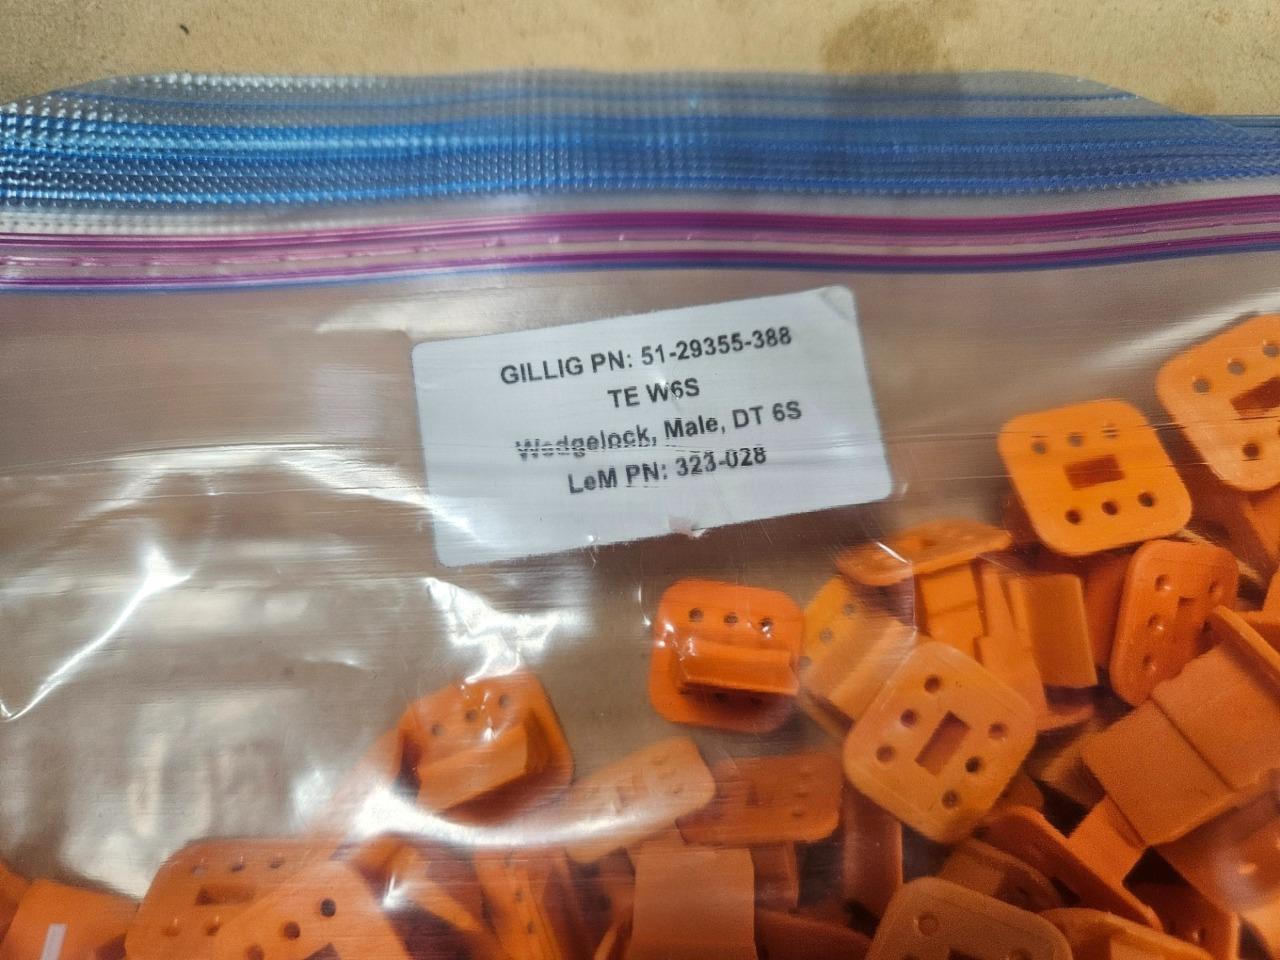 GILLIG PN: 51-29355-388
TE W6S
Wedgelock, Male, DT 6S
LeM PN: 323-028